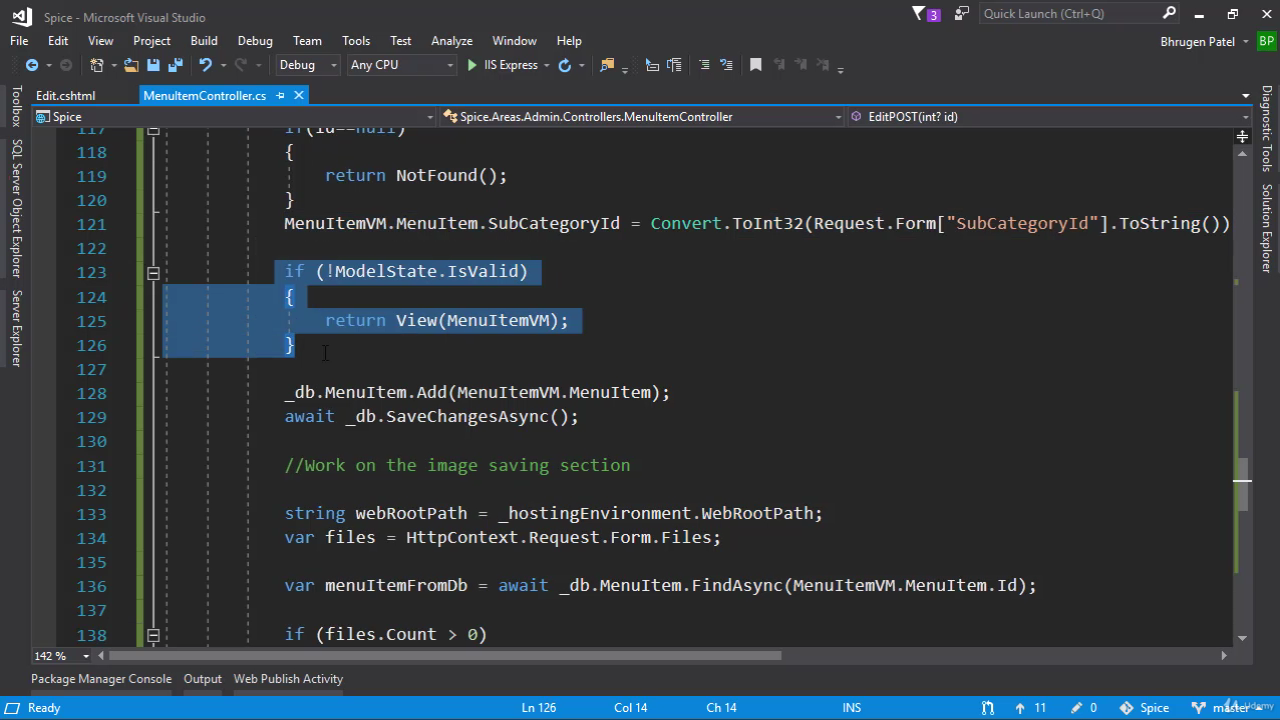 Spice - Microsoft Visual Studio
3
Quick Launch (Ctrl+Q)
File Edit View Project Build Debug Team Tools Test Analyze Window Help
Bhrugen Patel BP
Debug Any CPU IIS Express
Edit.cshtml MenuItemController.cs
Spice Spice.Areas.Admin.Controllers.MenuItemController EditPOST(int? id)
Toolbox
SQL Server Object Explorer
Server Explorer
Diagnostic Tools
Solution Explorer
117 if(id==null)
118 {
119 return NotFound();
120 }
121 MenuItemVM.MenuItem.SubCategoryId = Convert.ToInt32(Request.Form["SubCategoryId"].ToString())
122
123 if (!ModelState.IsValid)
124 {
125 return View(MenuItemVM);
126 }
127
128 _db.MenuItem.Add(MenuItemVM.MenuItem);
129 await _db.SaveChangesAsync();
130
131 //Work on the image saving section
132
133 string webRootPath = _hostingEnvironment.WebRootPath;
134 var files = HttpContext.Request.Form.Files;
135
136 var menuItemFromDb = await _db.MenuItem.FindAsync(MenuItemVM.MenuItem.Id);
137
138 if (files.Count > 0)
142 %
Package Manager Console Output Web Publish Activity
Ready Ln 126 Col 14 Ch 14 INS 11 0 Spice master
Udemy